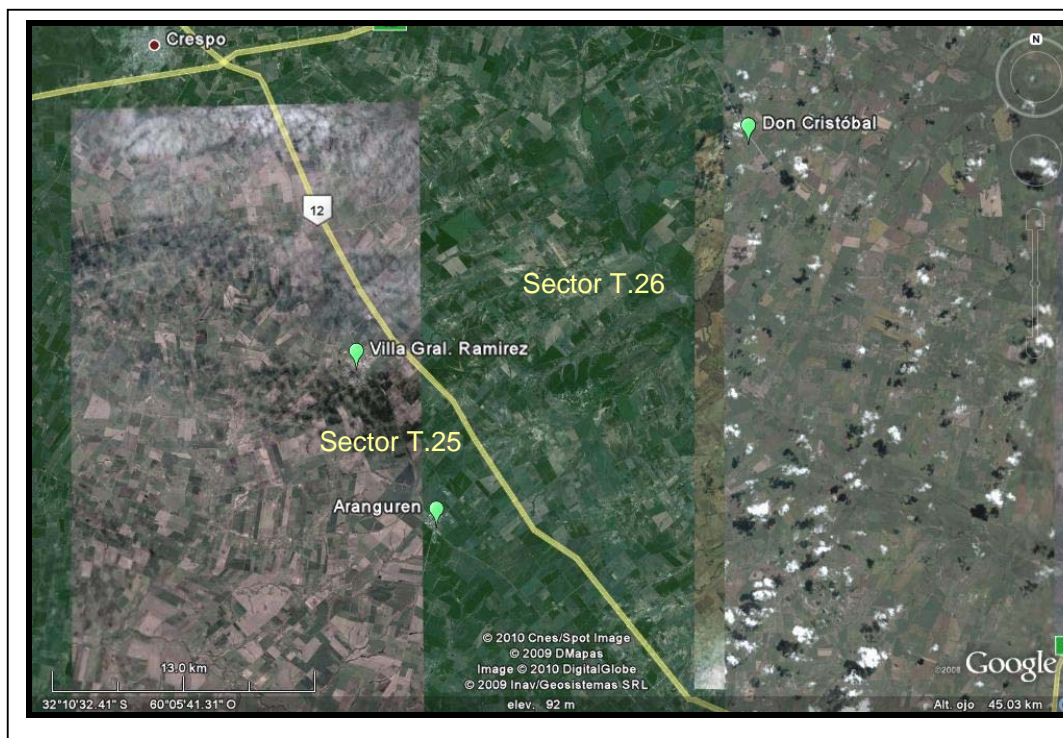 Crespo
N
Don Cristóbal
12
Sector T.26
Villa Gral. Ramirez
Sector T.25
Aranguren
© 2010 Cnes/Spot Image
© 2009 DMapas
Image © 2010 DigitalGlobe
© 2009 Inav/Geosistemas SRL
13.0 km
Google
32°10'32.41" S 60°05'41.31" O
elev. 92 m
Alt. ojo 45.03 km